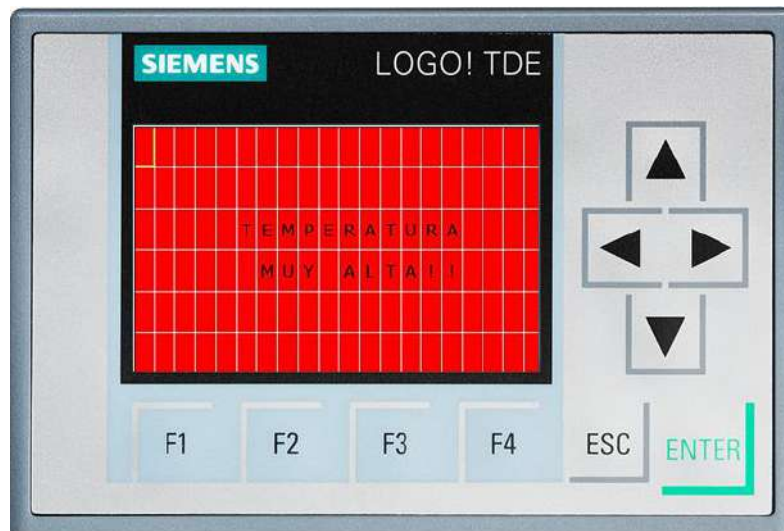 SIEMENS LOGO! TDE
TEMPERATURA
MUY ALTA!!
F1 F2 F3 F4 ESC ENTER